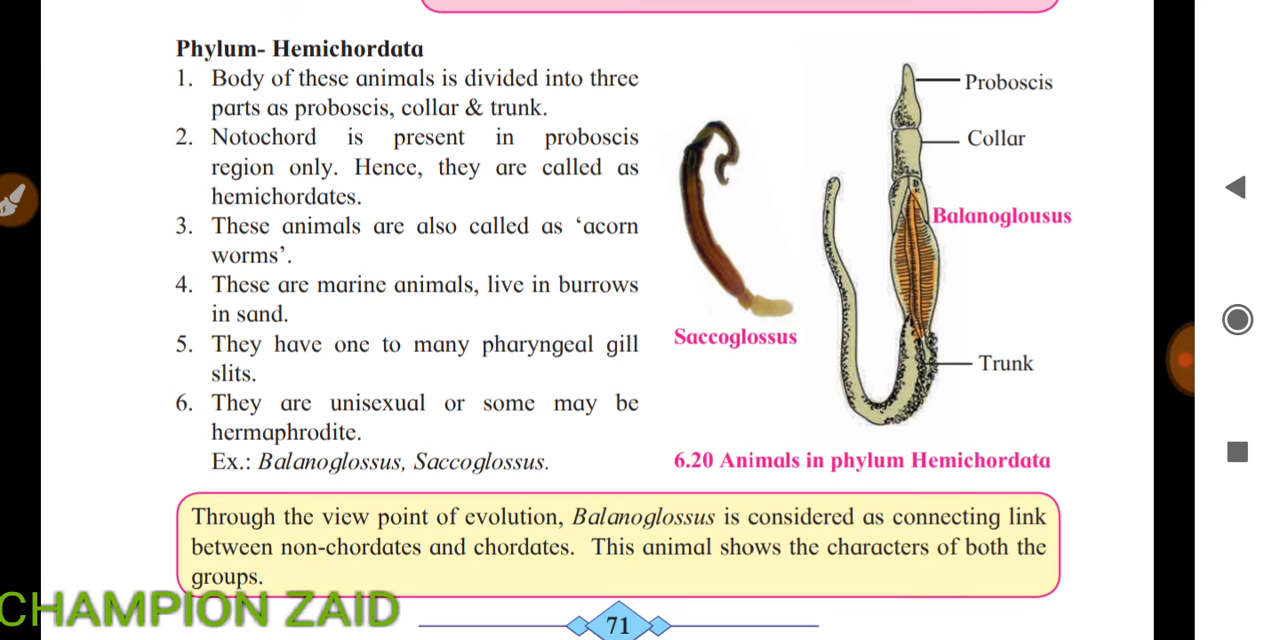 Phylum- Hemichordata
1. Body of these animals is divided into three
parts as proboscis, collar & trunk.
2. Notochord is present in proboscis
region only. Hence, they are called as
hemichordates.
3. These animals are also called as ‘acorn
worms’.
4. These are marine animals, live in burrows
in sand.
5. They have one to many pharyngeal gill
slits.
6. They are unisexual or some may be
hermaphrodite.
Ex.: Balanoglossus, Saccoglossus.
Proboscis
Collar
Balanoglousus
Saccoglossus
Trunk
6.20 Animals in phylum Hemichordata
Through the view point of evolution, Balanoglossus is considered as connecting link
between non-chordates and chordates. This animal shows the characters of both the
groups.
CHAMPION ZAID
71